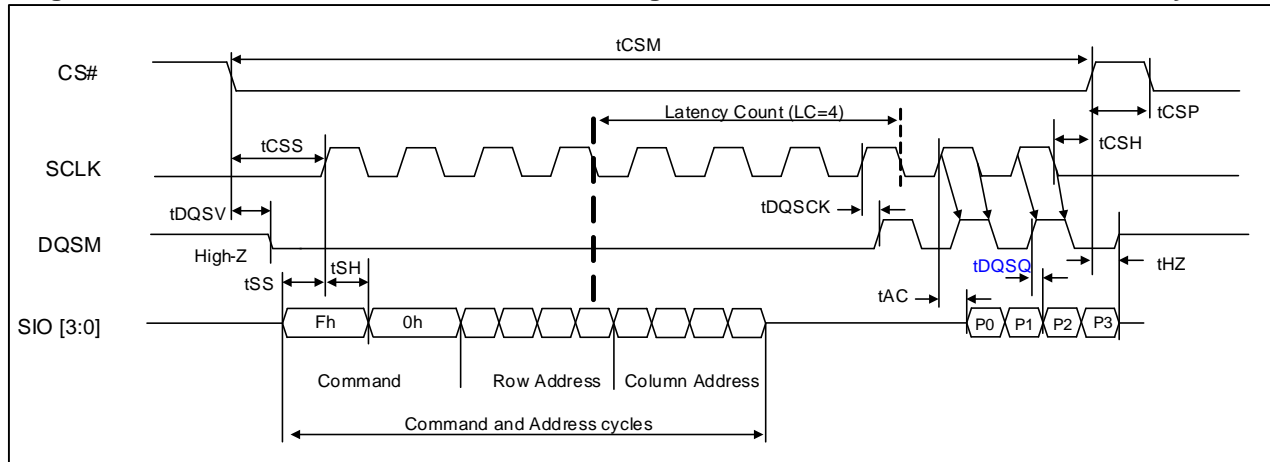 tCSM
CS#
Latency Count (LC=4)
tCSP
tCSS
tCSH
SCLK
tDQSV
tDQSCK
DQSM
High-Z
tDQSQ
tHZ
tSS
tSH
tAC
SIO [3:0]
Fh 0h P0 P1 P2 P3
Command Row Address Column Address
Command and Address cycles